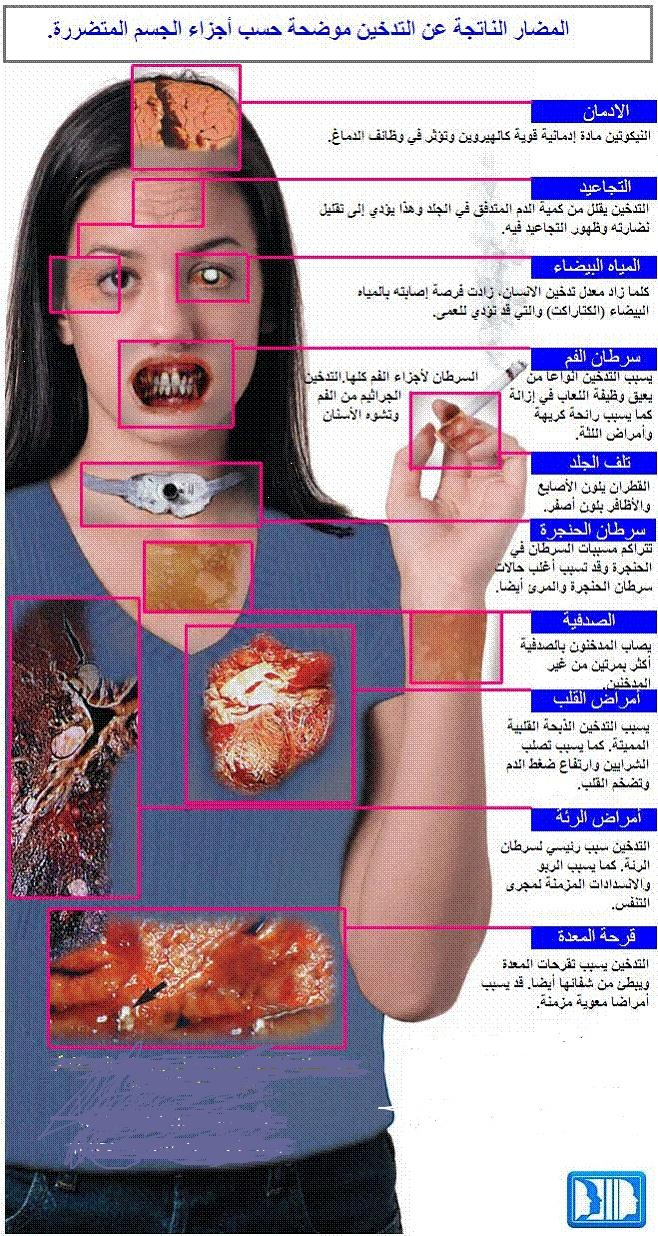 المضار الناتجة عن التدخين موضحة حسب أجزاء الجسم المتضررة.
الادمان
النيكوتين مادة إدمانية قوية كالهيروين وتؤثر في وظائف الدماغ.
التجاعيد
التدخين يقلل من كمية الدم المتدفق في الجلد وهذا يؤدي إلى تقليل
نضارته وظهور التجاعيد فيه.
المياه البيضاء
كلما زاد معدل تدخين الانسان، زادت فرصة إصابته بالمياه
البيضاء (الكتاراكت) والتي قد تؤدي للعمى.
سرطان الفم
يسبب التدخين أنواعا من السرطان لأجزاء الفم كلها.التدخين
يعيق وظيفة اللعاب في إزالة الجراثيم من الفم
كما يسبب رائحة كريهة وتشوه الأسنان
وأمراض اللثة.
تلف الجلد
القطران يلون الأصابع
والأظافر بلون أصفر.
سرطان الحنجرة
تتراكم مسببات السرطان في
الحنجرة وقد تسبب أغلب حالات
سرطان الحنجرة والمرئ أيضا.
الصدفية
يصاب المدخنون بالصدفية
أكثر بمرتين من غير
المدخنين.
أمراض القلب
يسبب التدخين الذبحة القلبية
المميتة. كما يسبب تصلب
الشرايين وارتفاع ضغط الدم
وتضخم القلب.
أمراض الرئة
التدخين سبب رئيسي لسرطان
الرئة. كما يسبب الربو
والانسدادات المزمنة لمجرى
التنفس.
قرحة المعدة
التدخين يسبب تقرحات المعدة
ويبطئ من شفائها أيضا. قد يسبب
أمراضا معوية مزمنة.